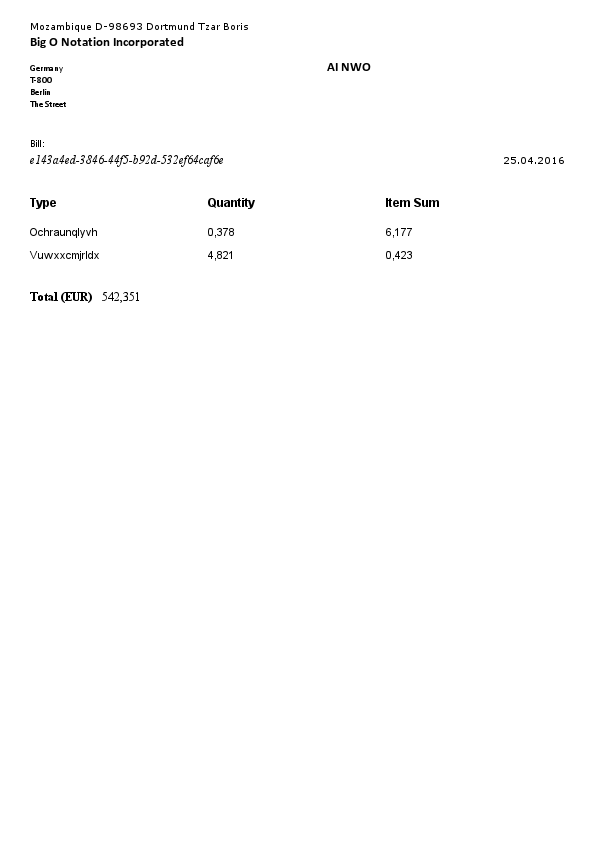 Mozambique D-98693 Dortmund Tzar Boris
Big O Notation Incorporated
Germany
AI NWO
T-800
Berlin
The Street
Bill:
e143a4ed-3846-44f5-b92d-532ef64caf6e 25.04.2016
Type Quantity Item Sum
Ochraunqlyvh 0,378 6,177
Vuwxxcmjrldx 4,821 0,423
Total (EUR) 542,351